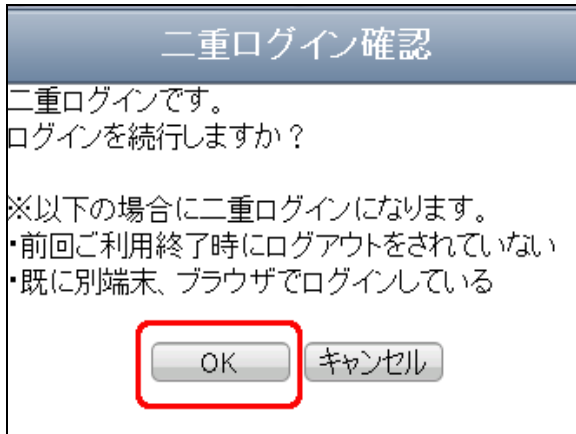 二重ログイン確認
二重ログインです。
ログインを続行しますか？
※以下の場合に二重ログインになります。
・前回ご利用終了時にログアウトをされていない
・既に別端末、ブラウザでログインしている
OK キャンセル